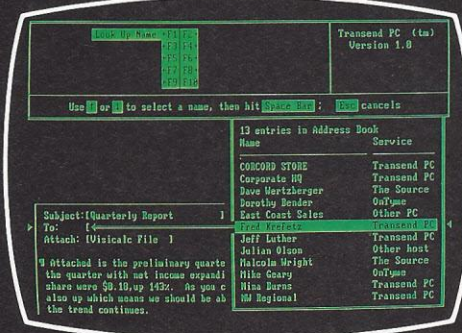 Look Up Name ◂F1 F2▸
◂F3 F4▸
◂F5 F6▸
◂F7 F8▸
◂F9 F10
Transend PC (tm)
Version 1.0
Use ↑ or ↓ to select a name, then hit Space Bar; Esc cancels
13 entries in Address Book
Name Service
CORCORD STORE Transend PC
Corporate HQ Transend PC
Dave Wertzberger The Source
Dorothy Bender OnTyme
East Coast Sales Other PC
Fred Krefetz Transend PC
Jeff Luther Transend PC
Julian Olson Other host
Malcolm Wright The Source
Mike Geary OnTyme
Nina Burns Transend PC
NW Regional Transend PC
Subject:[Quarterly Report ]
To: [
Attach: [Visicalc File ]
¶ Attached is the preliminary quarte
the quarter with net income expandi
share were $0.18,up 143%. As you c
also up which means we should be ab
the trend continues.